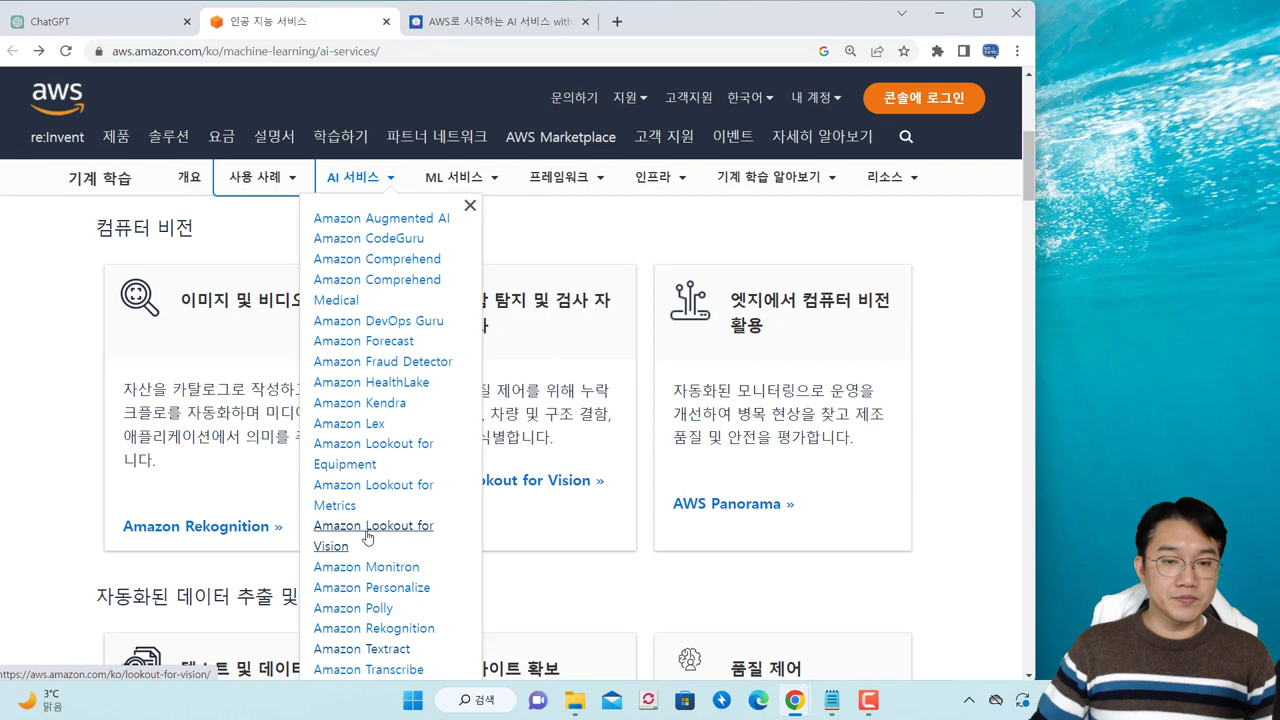 ChatGPT
인공 지능 서비스
AWS로 시작하는 AI 서비스 with
aws.amazon.com/ko/machine-learning/ai-services/
aws
문의하기 지원 고객지원 한국어 내 계정 콘솔에 로그인
re:Invent 제품 솔루션 요금 설명서 학습하기 파트너 네트워크 AWS Marketplace 고객 지원 이벤트 자세히 알아보기
기계 학습 개요 사용 사례 AI 서비스 ML 서비스 프레임워크 인프라 기계 학습 알아보기 리소스
컴퓨터 비전
Amazon Augmented AI
Amazon CodeGuru
Amazon Comprehend
Amazon Comprehend
Medical
Amazon DevOps Guru
Amazon Forecast
Amazon Fraud Detector
Amazon HealthLake
Amazon Kendra
Amazon Lex
Amazon Lookout for
Equipment
Amazon Lookout for
Metrics
Amazon Lookout for
Vision
Amazon Monitron
Amazon Personalize
Amazon Polly
Amazon Rekognition
Amazon Textract
Amazon Transcribe
이미지 및 비디오
자산을 카탈로그로 작성하고
크플로를 자동화하며 미디어
애플리케이션에서 의미를 추
니다.
Amazon Rekognition »
탐지 및 검사 자
질 제어를 위해 누락
, 차량 및 구조 결함,
식별합니다.
okout for Vision »
엣지에서 컴퓨터 비전
활용
자동화된 모니터링으로 운영을
개선하여 병목 현상을 찾고 제조
품질 및 안전을 평가합니다.
AWS Panorama »
자동화된 데이터 추출 및
텍스트 및 데이터
사이트 확보
품질 제어
https://aws.amazon.com/ko/lookout-for-vision/
3°C
맑음
검색